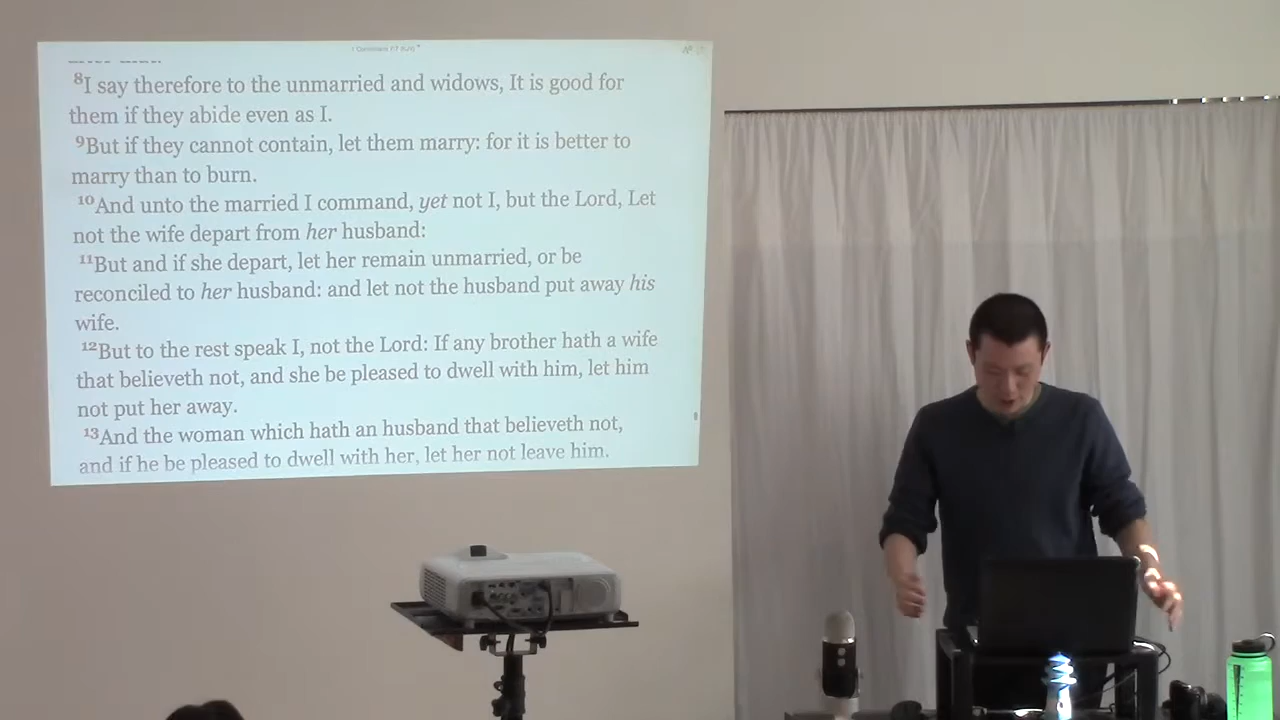 ⁸I say therefore to the unmarried and widows, It is good for
them if they abide even as I.
⁹But if they cannot contain, let them marry: for it is better to
marry than to burn.
¹⁰And unto the married I command, yet not I, but the Lord, Let
not the wife depart from her husband:
¹¹But and if she depart, let her remain unmarried, or be
reconciled to her husband: and let not the husband put away his
wife.
¹²But to the rest speak I, not the Lord: If any brother hath a wife
that believeth not, and she be pleased to dwell with him, let him
not put her away.
¹³And the woman which hath an husband that believeth not,
and if he be pleased to dwell with her, let her not leave him.